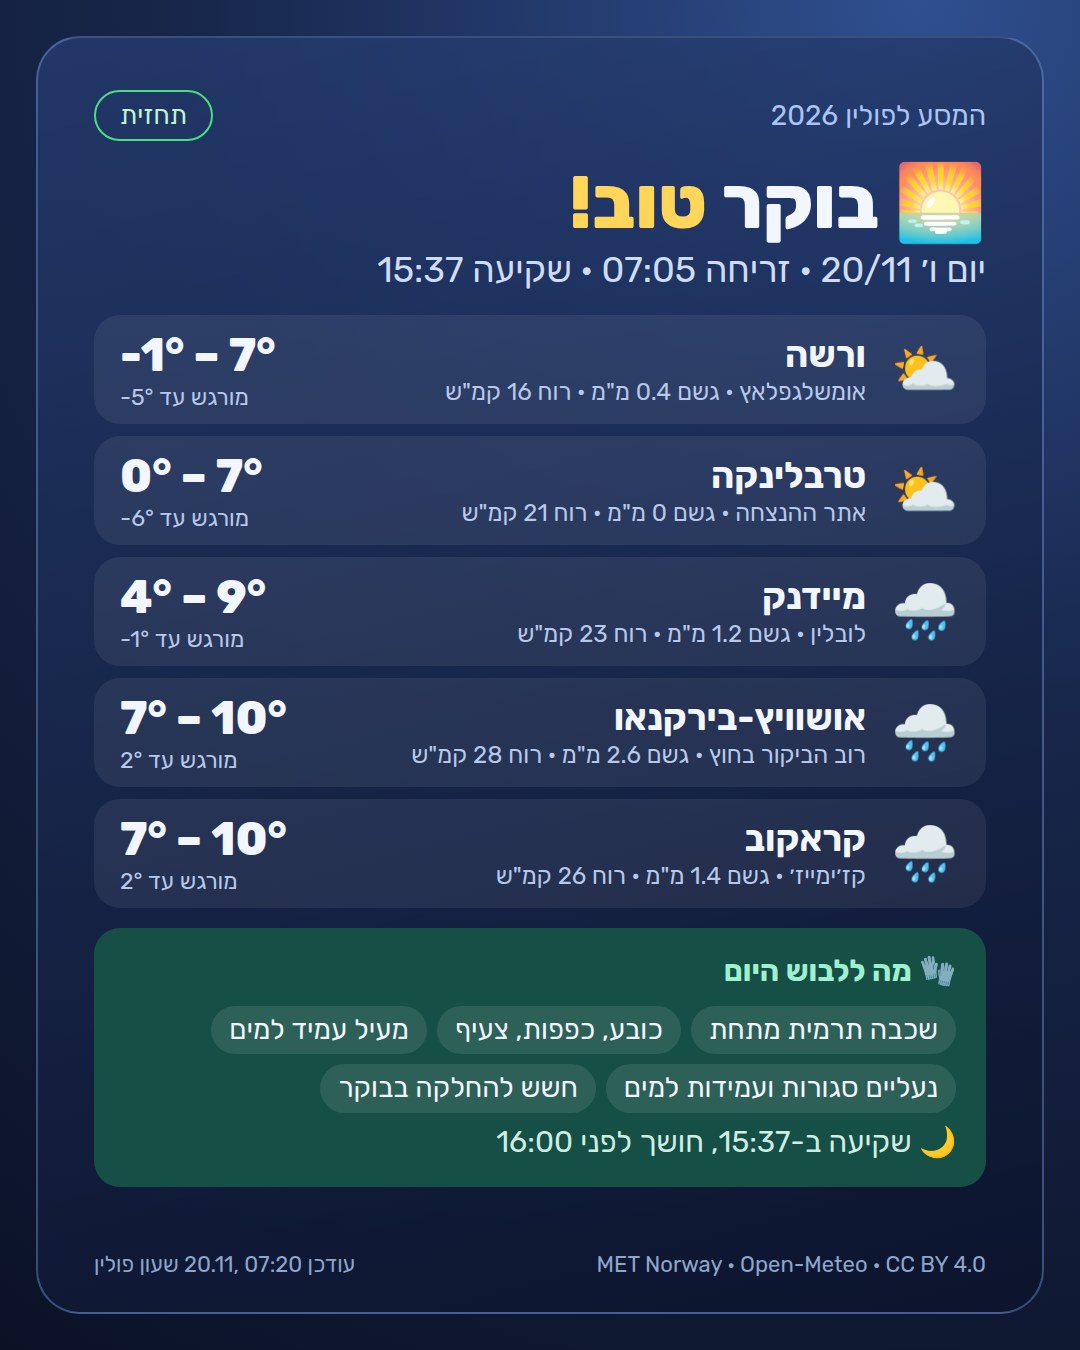 המסע לפולין 2026
תחזית
בוקר טוב!
יום ו׳ 20/11 • זריחה 07:05 • שקיעה 15:37
ורשה
אומשלגפלאץ • גשם 0.4 מ"מ • רוח 16 קמ"ש
-1° – 7°
מורגש עד -5°
טרבלינקה
אתר ההנצחה • גשם 0 מ"מ • רוח 21 קמ"ש
0° – 7°
מורגש עד -6°
מיידנק
לובלין • גשם 1.2 מ"מ • רוח 23 קמ"ש
4° – 9°
מורגש עד -1°
אושוויץ-בירקנאו
רוב הביקור בחוץ • גשם 2.6 מ"מ • רוח 28 קמ"ש
7° – 10°
מורגש עד 2°
קראקוב
קז׳ימייז׳ • גשם 1.4 מ"מ • רוח 26 קמ"ש
7° – 10°
מורגש עד 2°
מה ללבוש היום
שכבה תרמית מתחת
כובע, כפפות, צעיף
מעיל עמיד למים
נעליים סגורות ועמידות למים
חשש להחלקה בבוקר
שקיעה ב-15:37, חושך לפני 16:00
MET Norway • Open-Meteo • CC BY 4.0
עודכן 20.11, 07:20 שעון פולין